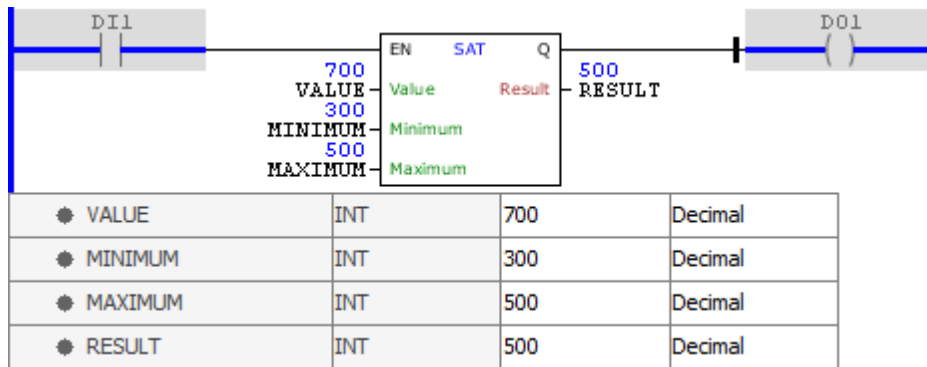 DI1 DO1
EN SAT Q
700 500
VALUE Value Result RESULT
300
MINIMUM Minimum
500
MAXIMUM Maximum
VALUE INT 700 Decimal
MINIMUM INT 300 Decimal
MAXIMUM INT 500 Decimal
RESULT INT 500 Decimal